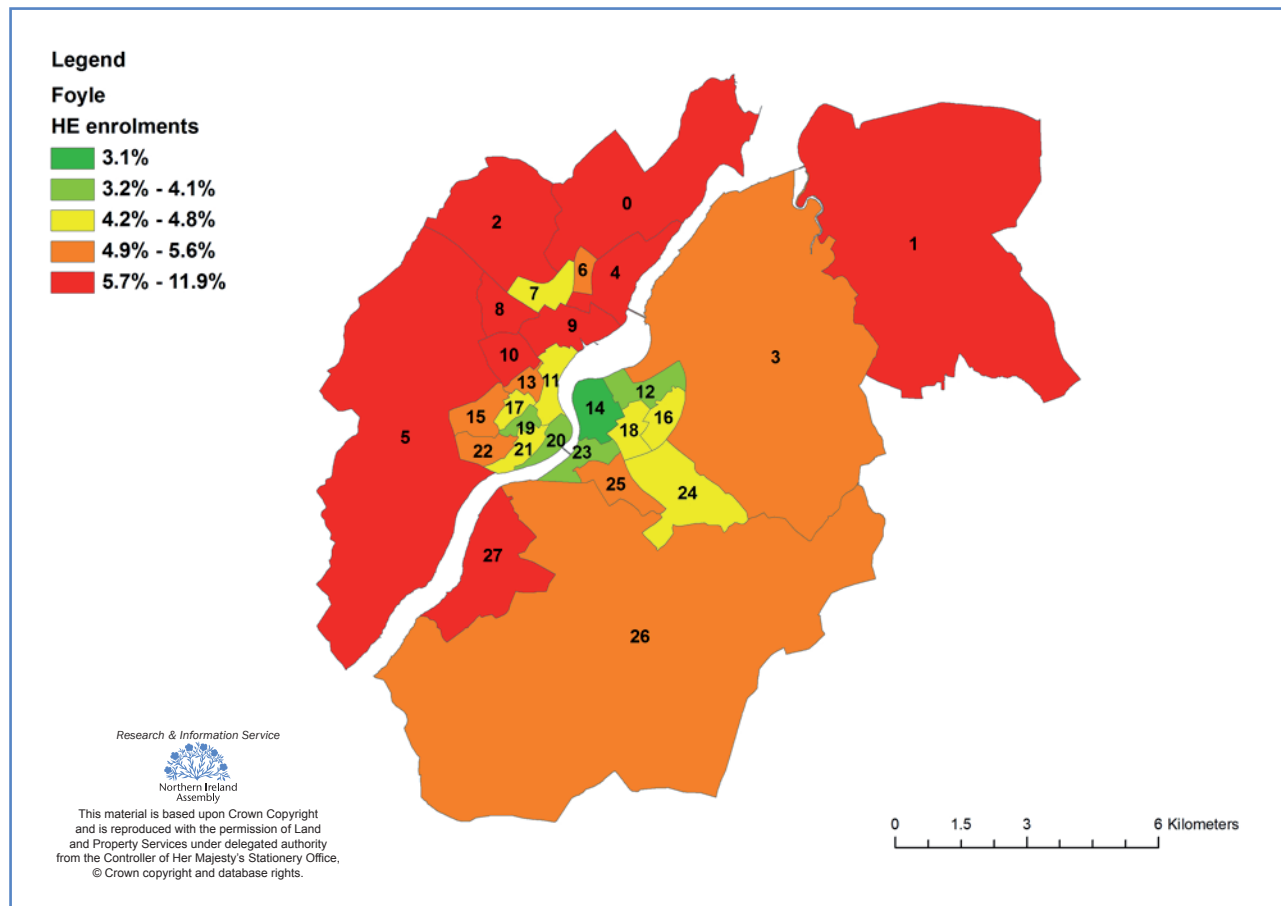 Legend
Foyle
HE enrolments
3.1%
3.2% - 4.1%
4.2% - 4.8%
4.9% - 5.6%
5.7% - 11.9%
0
2
1
6
4
7
8
9
3
10
13
11
12
14
15
17
16
5
19
18
20
22
21
23
25
24
27
26
Research & Information Service
Northern Ireland
Assembly
This material is based upon Crown Copyright
and is reproduced with the permission of Land
and Property Services under delegated authority
from the Controller of Her Majesty's Stationery Office,
© Crown copyright and database rights.
0 1.5 3 6 Kilometers